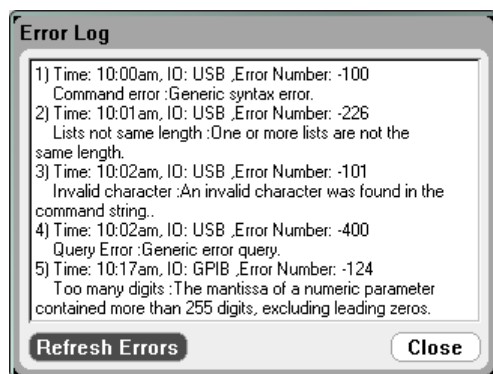 Error Log
1) Time: 10:00am, IO: USB ,Error Number: -100
Command error :Generic syntax error.
2) Time: 10:01am, IO: USB ,Error Number: -226
Lists not same length :One or more lists are not the
same length.
3) Time: 10:02am, IO: USB ,Error Number: -101
Invalid character :An invalid character was found in the
command string..
4) Time: 10:02am, IO: USB ,Error Number: -400
Query Error :Generic error query.
5) Time: 10:17am, IO: GPIB ,Error Number: -124
Too many digits :The mantissa of a numeric parameter
contained more than 255 digits, excluding leading zeros.
Refresh Errors
Close